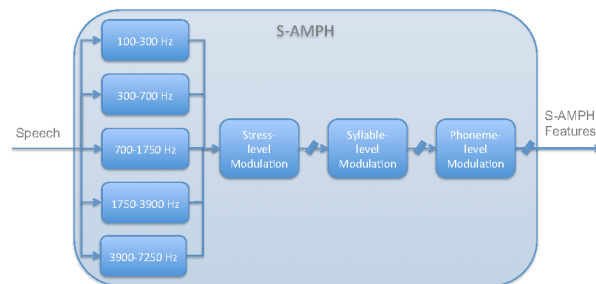 S-AMPH
100-300 Hz
300-700 Hz
Speech
700-1750 Hz
1750-3900 Hz
3900-7250 Hz
Stress-
level
Modulation
Syllable-
level
Modulation
Phoneme-
level
Modulation
S-AMPH
Features